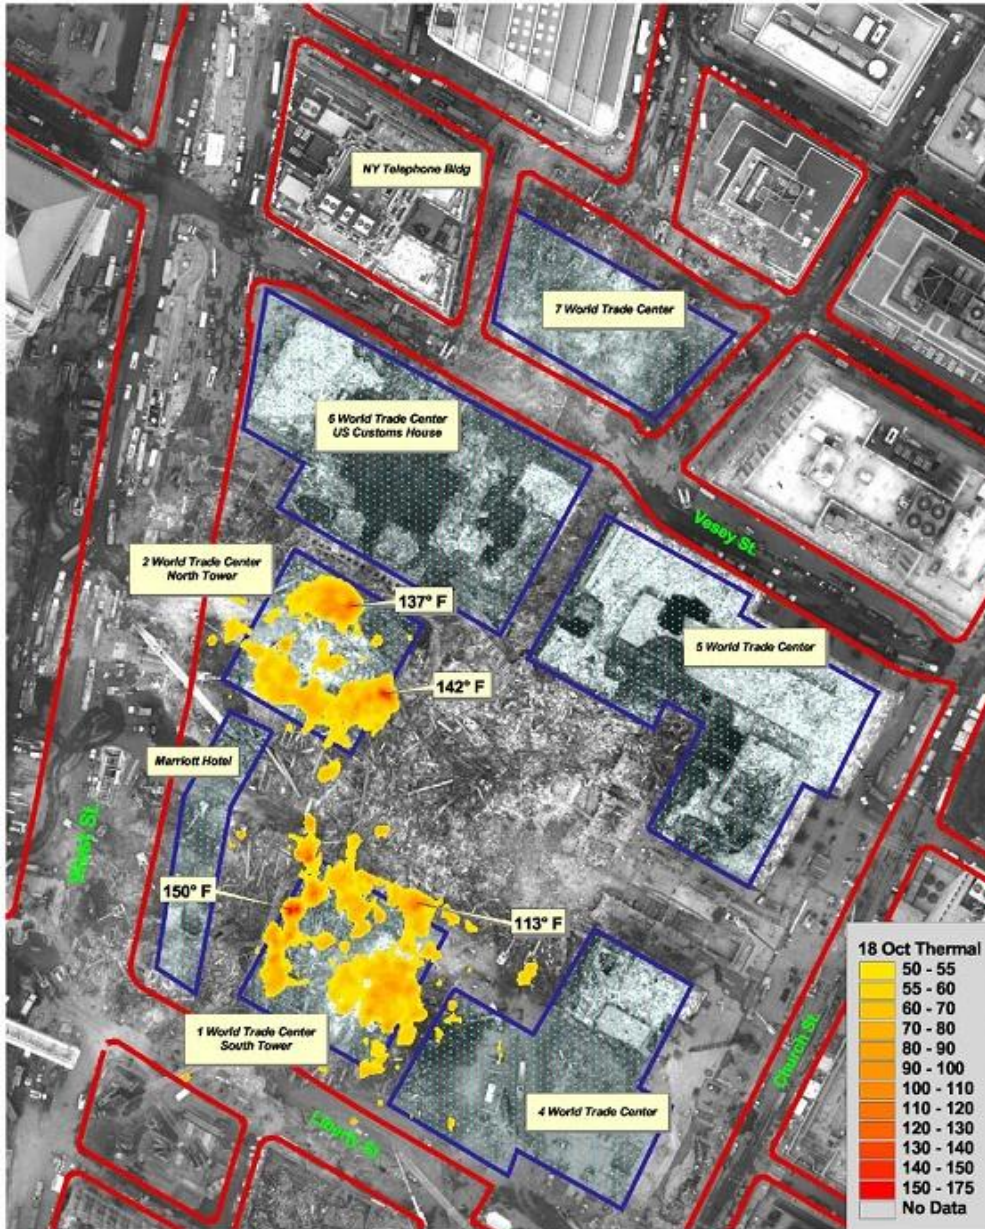 NY Telephone Bldg
7 World Trade Center
6 World Trade Center
US Customs House
Vesey St.
2 World Trade Center
North Tower
137° F
5 World Trade Center
142° F
Marriott Hotel
West St.
150° F
113° F
1 World Trade Center
South Tower
4 World Trade Center
Liberty St.
Church St.
18 Oct Thermal
50 - 55
55 - 60
60 - 70
70 - 80
80 - 90
90 - 100
100 - 110
110 - 120
120 - 130
130 - 140
140 - 150
150 - 175
No Data